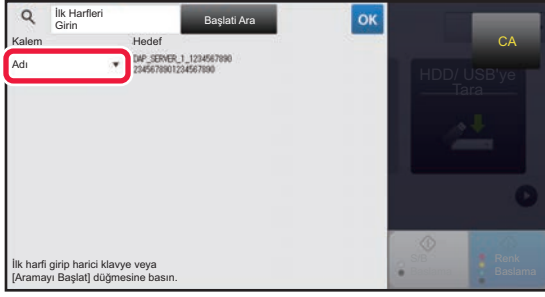 İlk Harfleri
Girin
Başlati Ara
OK
CA
Kalem
Hedef
Adı
DAP_SERVER_1_1234567890
2345678901234567890
HDD/ USB'ye
Tara
S/B
Renk
Başlama
İlk harfi girip harici klavye veya
[Aramayı Başlat] düğmesine basın.